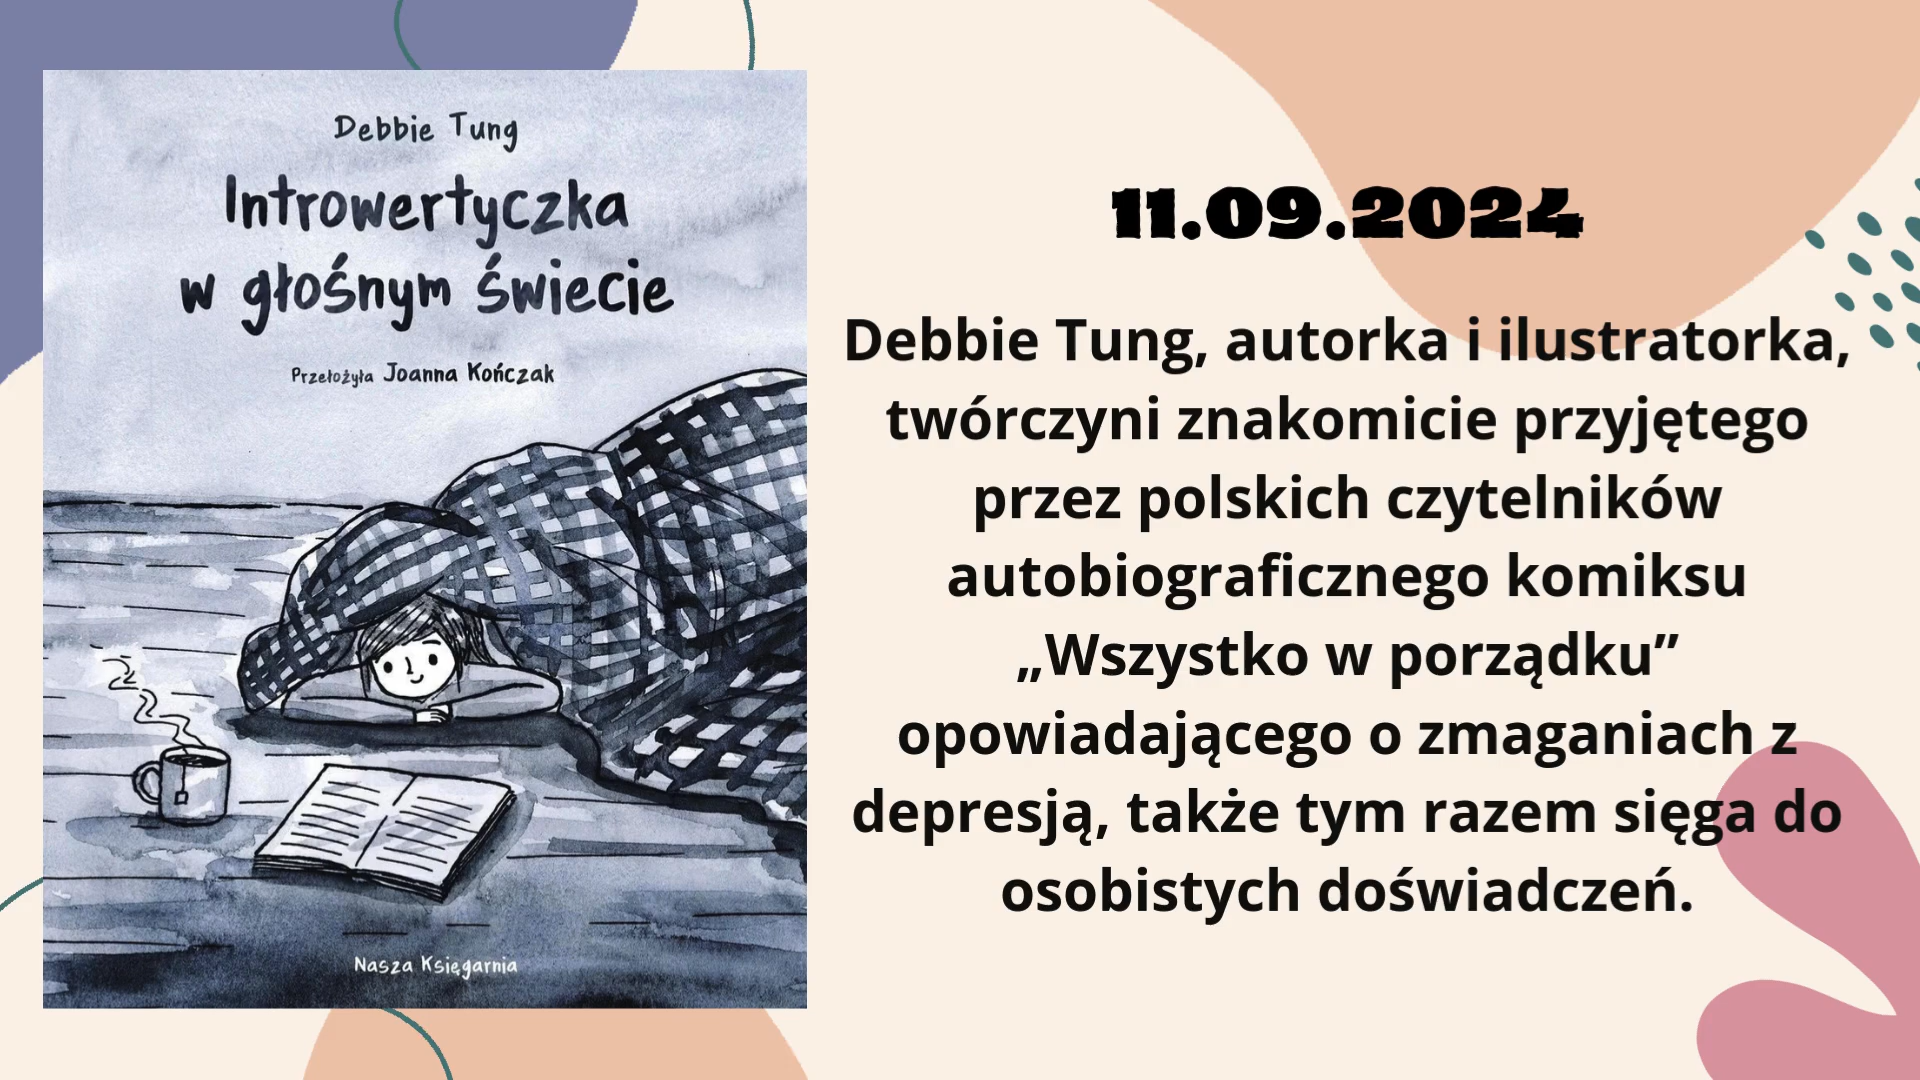 Debbie Tung
Introwertyczka
w głośnym świecie
Przełożyła Joanna Kończak
Nasza Księgarnia
11.09.2024
Debbie Tung, autorka i ilustratorka,
twórczyni znakomicie przyjętego
przez polskich czytelników
autobiograficznego komiksu
„Wszystko w porządku”
opowiadającego o zmaganiach z
depresją, także tym razem sięga do
osobistych doświadczeń.